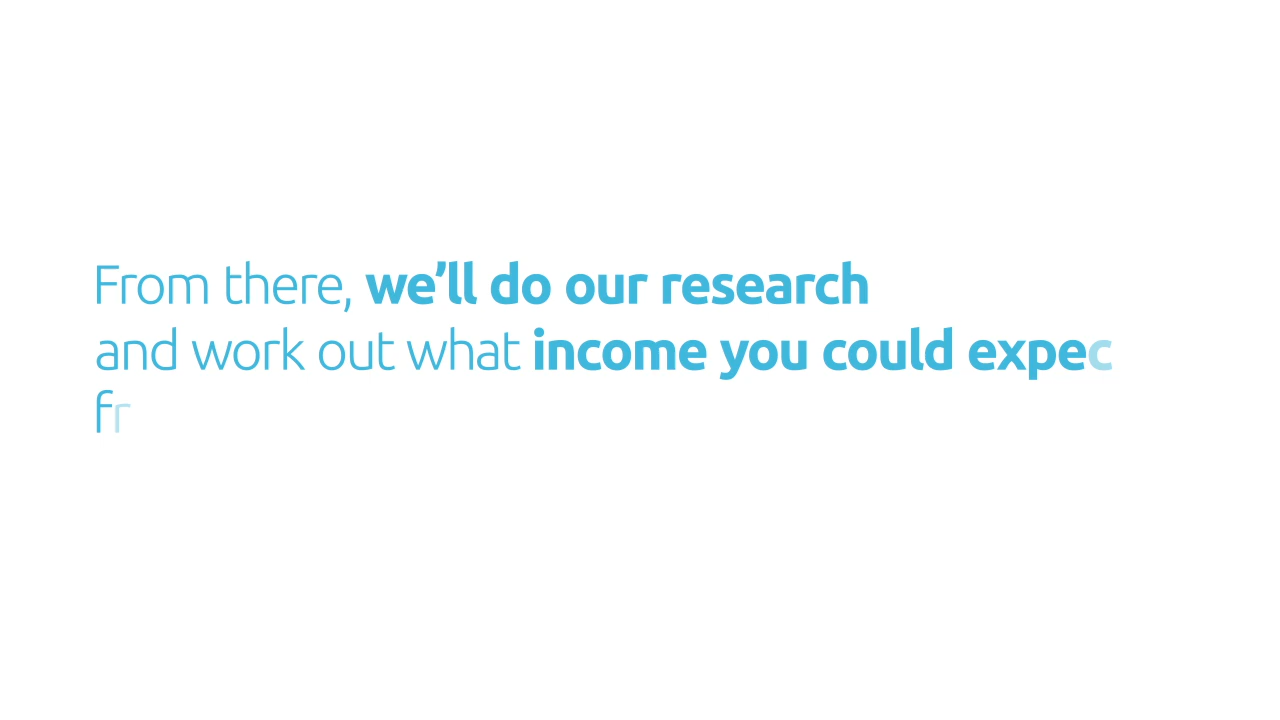 From there, we’ll do our research
and work out what income you could expec
fr